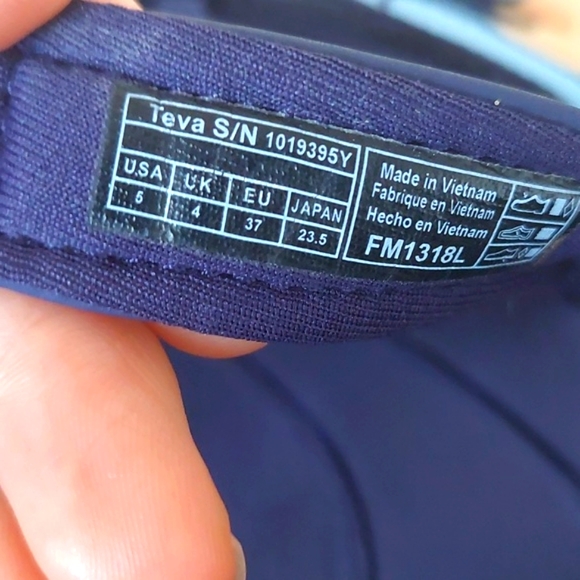 Teva S/N 1019395Y
USA UK EU JAPAN
5 4 37 23.5
Made in Vietnam
Fabrique en Vietnam
Hecho en Vietnam
FM1318L